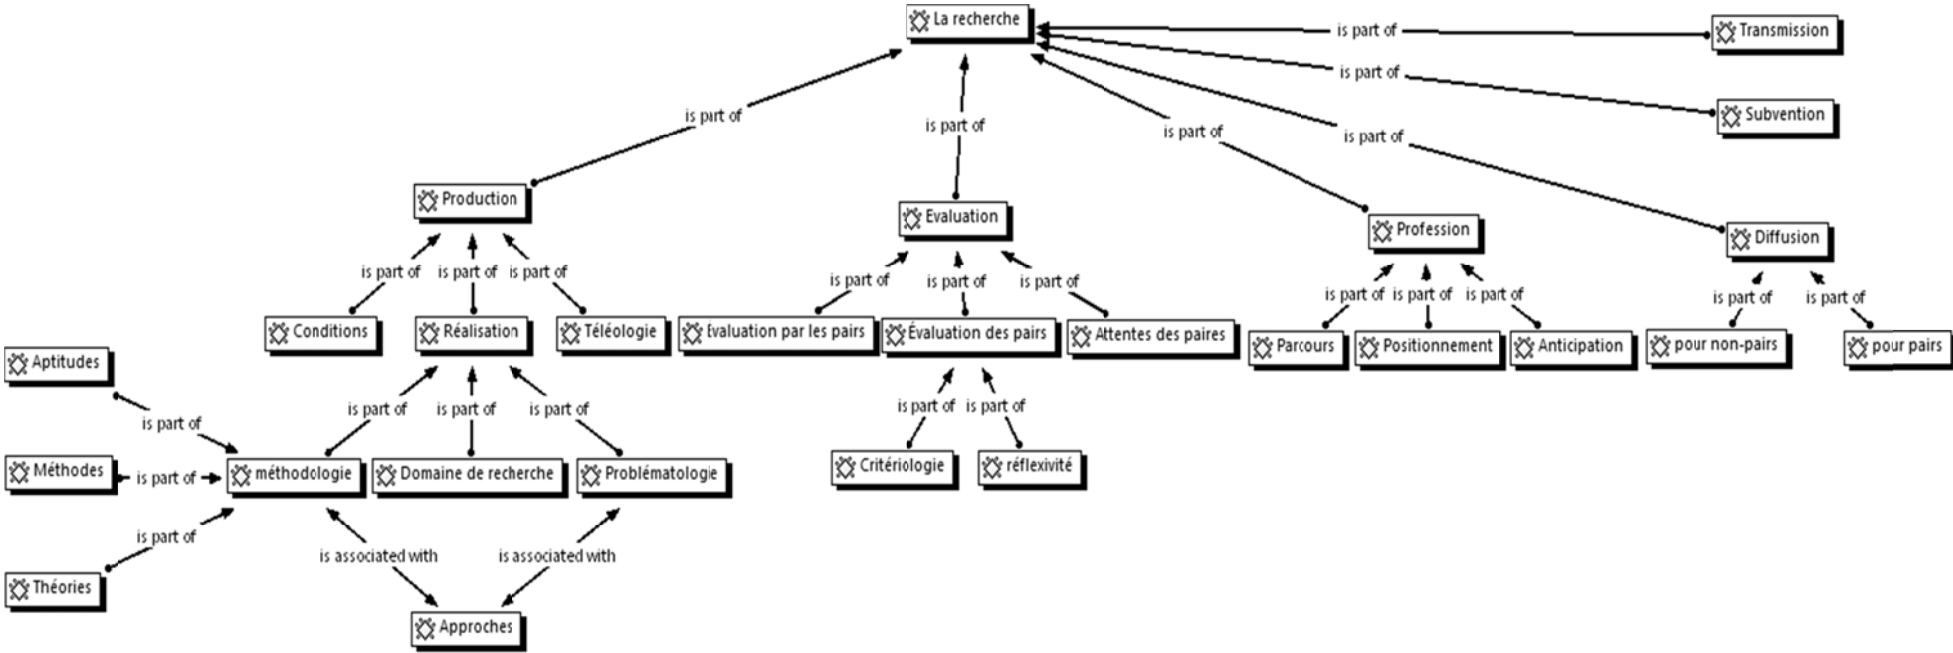 La recherche
is part of
Transmission
is part of
Subvention
is part of
is part of
is part of
is part of
Production
Evaluation
Profession
Diffusion
is part of
is part of
is part of
is part of
is part of
is part of
is part of
is part of
is part of
is part of
is part of
Conditions
Réalisation
Téléologie
Évaluation par les pairs
Évaluation des pairs
Attentes des paires
Parcours
Positionnement
Anticipation
pour non-pairs
pour pairs
Aptitudes
is part of
is part of
is part of
is part of
is part of
is part of
Méthodes
is part of
méthodologie
Domaine de recherche
Problématologie
Critériologie
réflexivité
is part of
is associated with
is associated with
Théories
Approches